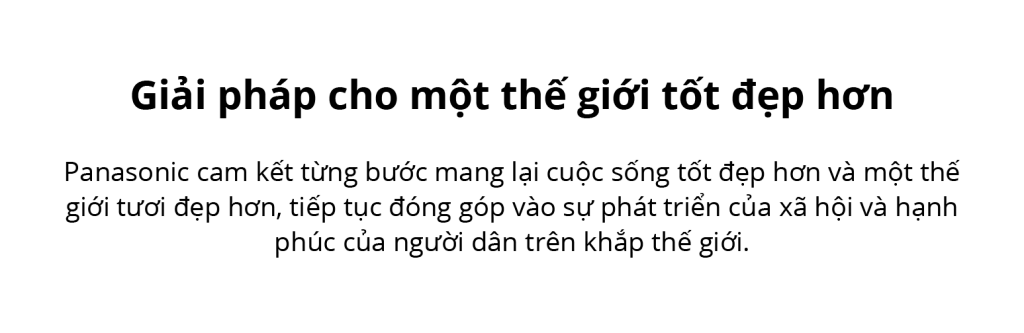 Giải pháp cho một thế giới tốt đẹp hơn
Panasonic cam kết từng bước mang lại cuộc sống tốt đẹp hơn và một thế
giới tươi đẹp hơn, tiếp tục đóng góp vào sự phát triển của xã hội và hạnh
phúc của người dân trên khắp thế giới.